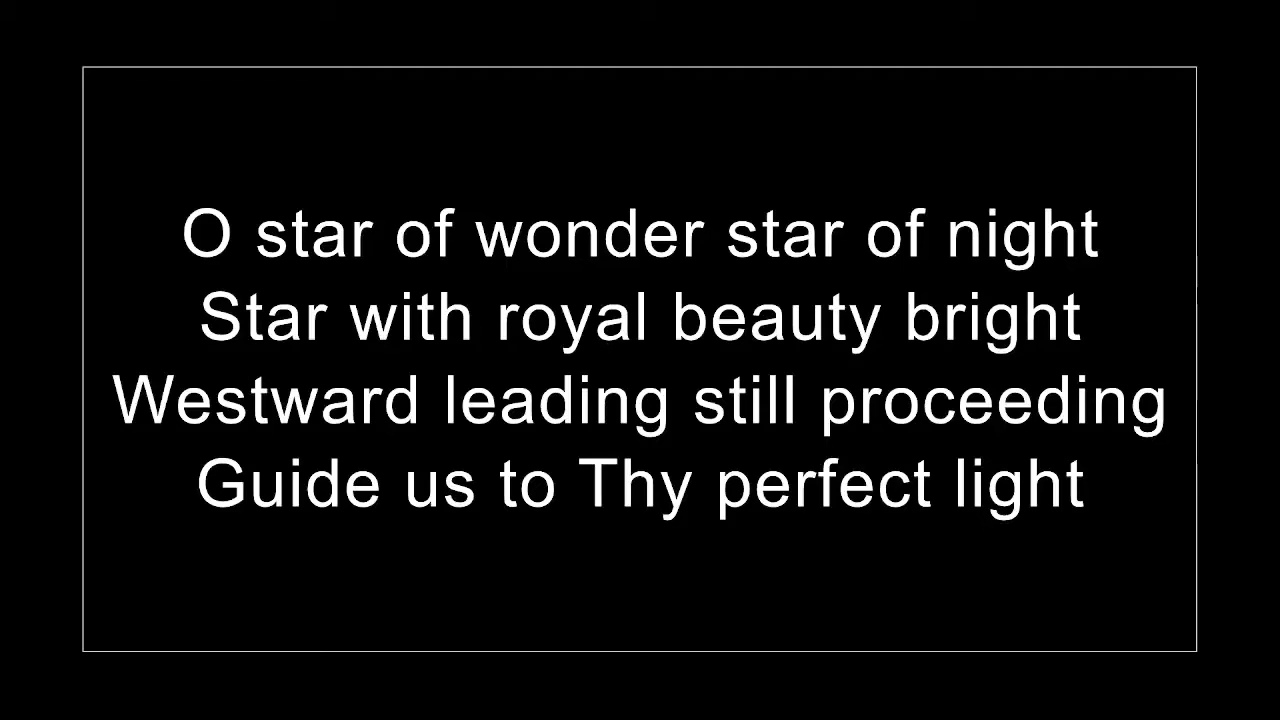 O star of wonder star of night
Star with royal beauty bright
Westward leading still proceeding
Guide us to Thy perfect light